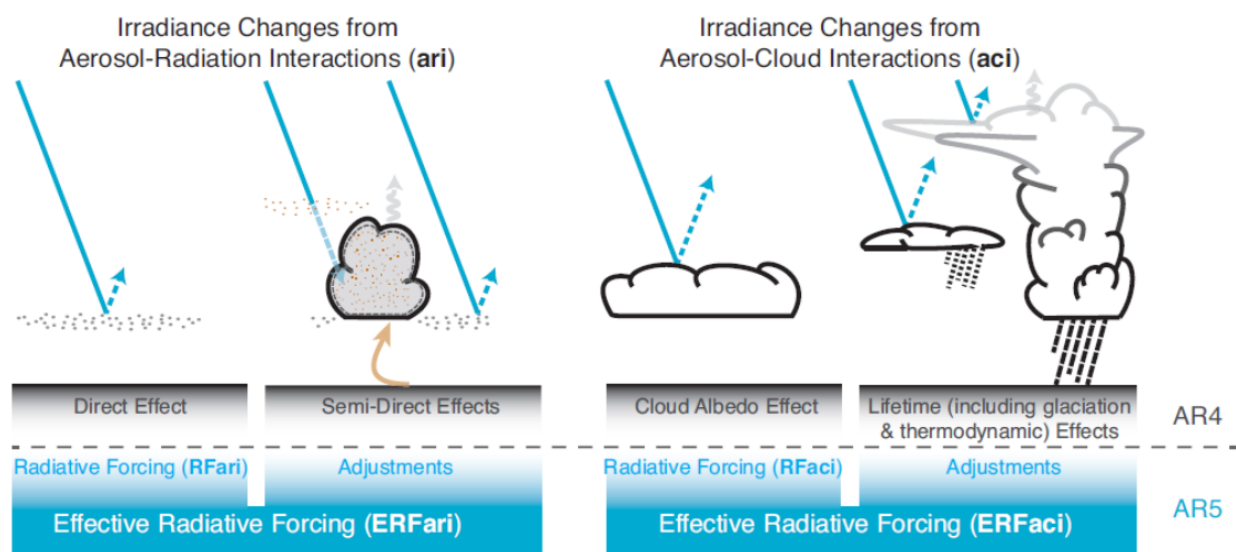 Irradiance Changes from
Aerosol-Radiation Interactions (ari)
Irradiance Changes from
Aerosol-Cloud Interactions (aci)
Direct Effect
Semi-Direct Effects
Cloud Albedo Effect
Lifetime (including glaciation
& thermodynamic) Effects
AR4
Radiative Forcing (RFari)
Adjustments
Radiative Forcing (RFaci)
Adjustments
AR5
Effective Radiative Forcing (ERFari)
Effective Radiative Forcing (ERFaci)